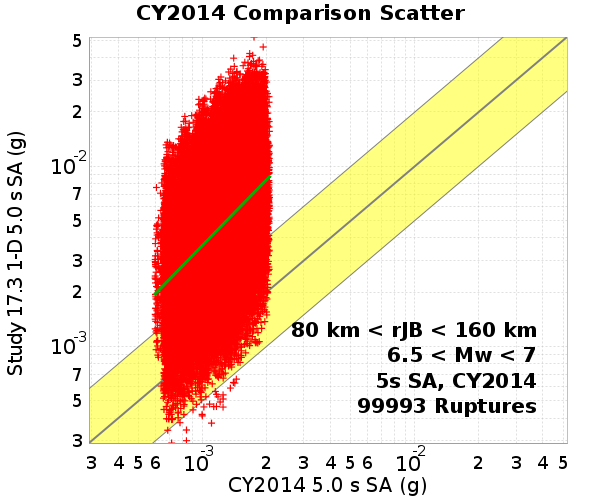 CY2014 Comparison Scatter
5
3
2
10-2
7
5
3
2
10-3
7
5
3
Study 17.3 1-D 5.0 s SA (g)
80 km < rJB < 160 km
6.5 < Mw < 7
5s SA, CY2014
99993 Ruptures
3 4 5 6 10-3 2 3 4 5 6 10-2 2 3 4 5
CY2014 5.0 s SA (g)